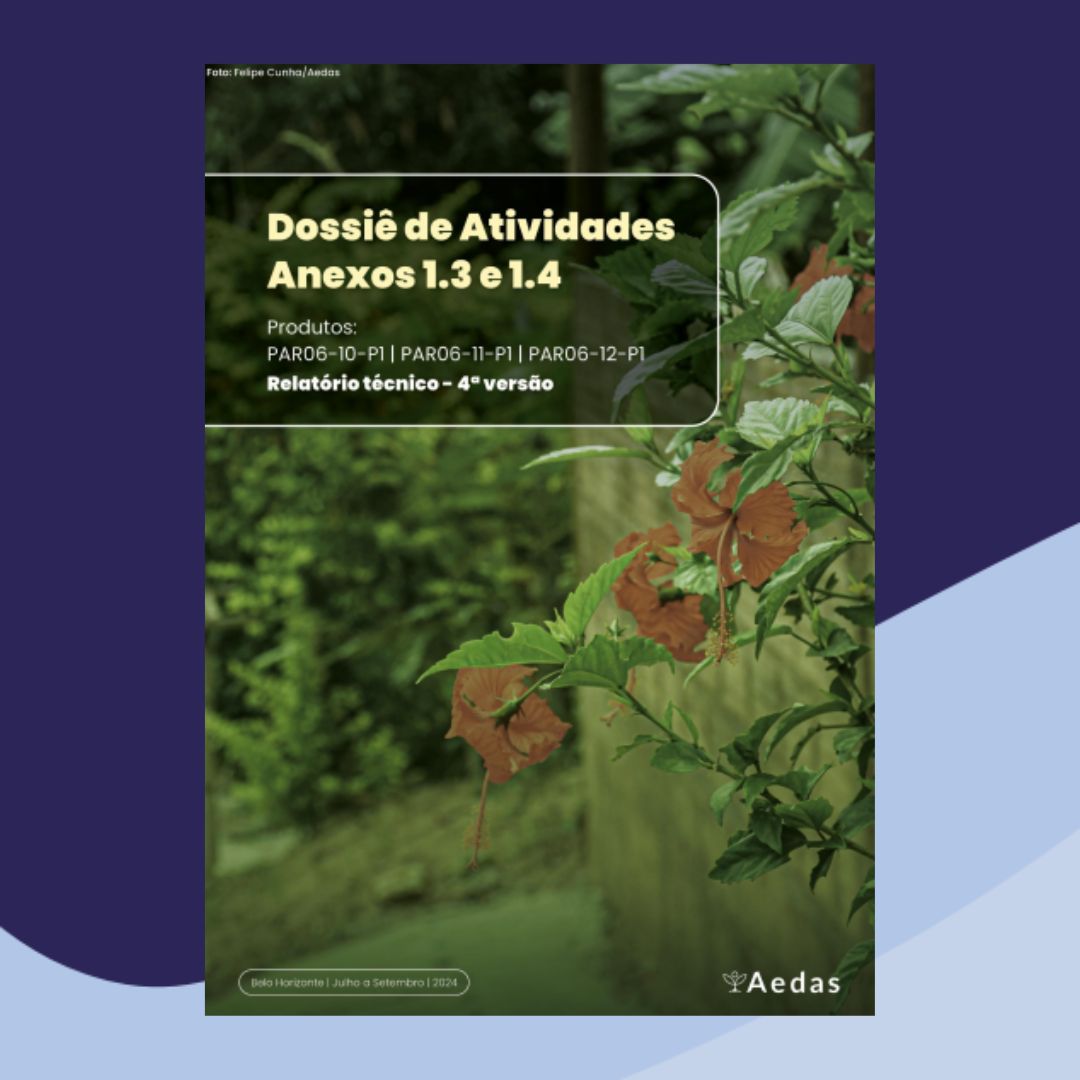 Foto: Felipe Cunha/Aedas
Dossiê de Atividades
Anexos 1.3 e 1.4
Produtos:
PAR06-10-P1 | PAR06-11-P1 | PAR06-12-P1
Relatório técnico - 4ª versão
Belo Horizonte | Julho a Setembro | 2024
Aedas